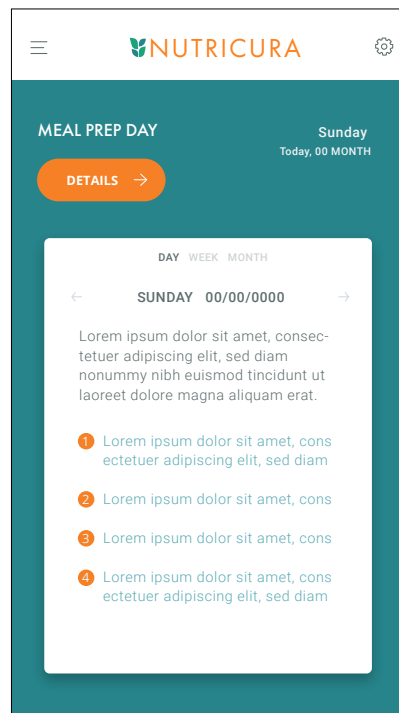 NUTRICURA
MEAL PREP DAY
Sunday
Today, 00 MONTH
DETAILS
DAY WEEK MONTH
SUNDAY 00/00/0000
Lorem ipsum dolor sit amet, consec-
tetuer adipiscing elit, sed diam
nonummy nibh euismod tincidunt ut
laoreet dolore magna aliquam erat.
1 Lorem ipsum dolor sit amet, cons
ectetuer adipiscing elit, sed diam
2 Lorem ipsum dolor sit amet, cons
3 Lorem ipsum dolor sit amet, cons
4 Lorem ipsum dolor sit amet, cons
ectetuer adipiscing elit, sed diam